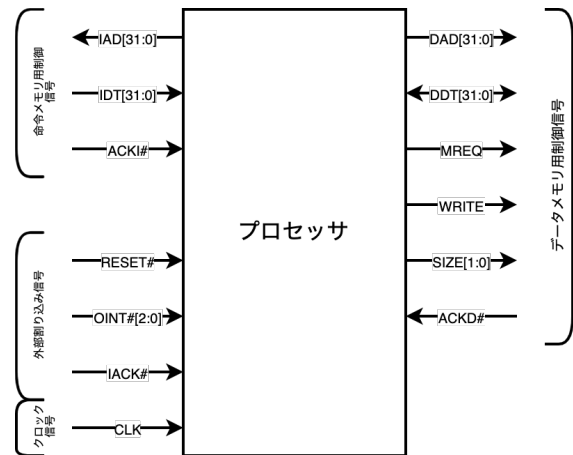 命令メモリ用制御
信号
IAD[31:0]
IDT[31:0]
ACKI#
外部割り込み信号
RESET#
OINT#[2:0]
IACK#
クロック
信号
CLK
プロセッサ
DAD[31:0]
DDT[31:0]
MREQ
WRITE
SIZE[1:0]
ACKD#
データメモリ用制御信号